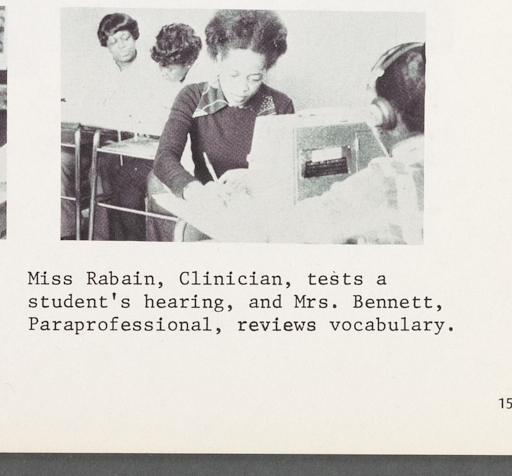 Miss Rabain, Clinician, tests a
student's hearing, and Mrs. Bennett,
Paraprofessional, reviews vocabulary.
15